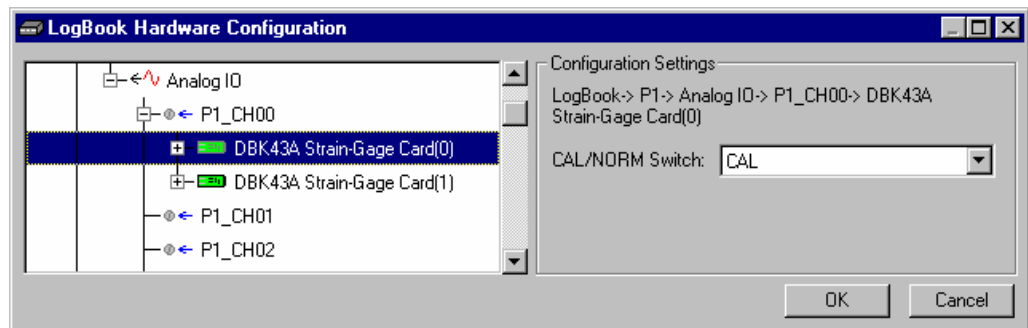 LogBook Hardware Configuration
Analog IO
P1_CH00
DBK43A Strain-Gage Card(0)
DBK43A Strain-Gage Card(1)
P1_CH01
P1_CH02
Configuration Settings
LogBook-> P1-> Analog IO-> P1_CH00-> DBK43A
Strain-Gage Card(0)
CAL/NORM Switch: CAL
OK Cancel